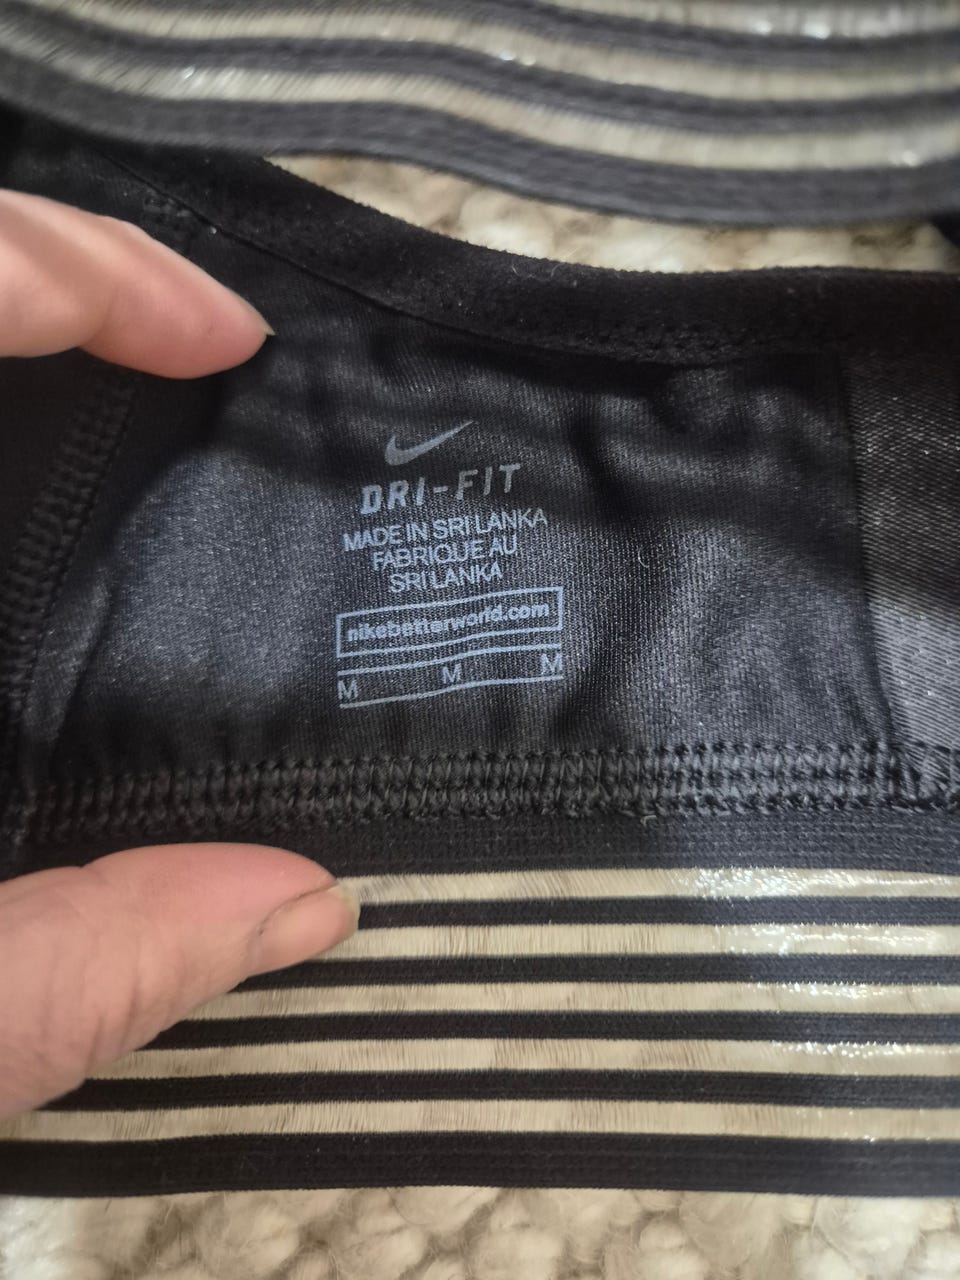 DRI-FIT
MADE IN SRI LANKA
FABRIQUE AU
SRI LANKA
nikebetterworld.com
M M M